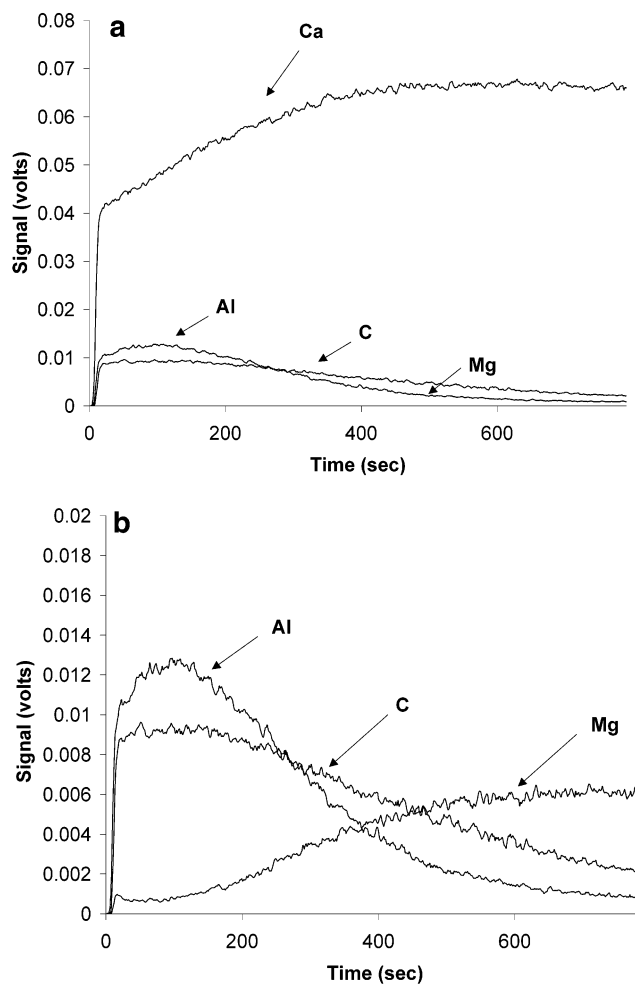 a
0.08
0.07
0.06
0.05
0.04
0.03
0.02
0.01
0
Signal (volts)
Ca
Al
C
Mg
0 200 400 600
Time (sec)
b
0.02
0.018
0.016
0.014
0.012
0.01
0.008
0.006
0.004
0.002
0
Signal (volts)
Al
C
Mg
0 200 400 600
Time (sec)